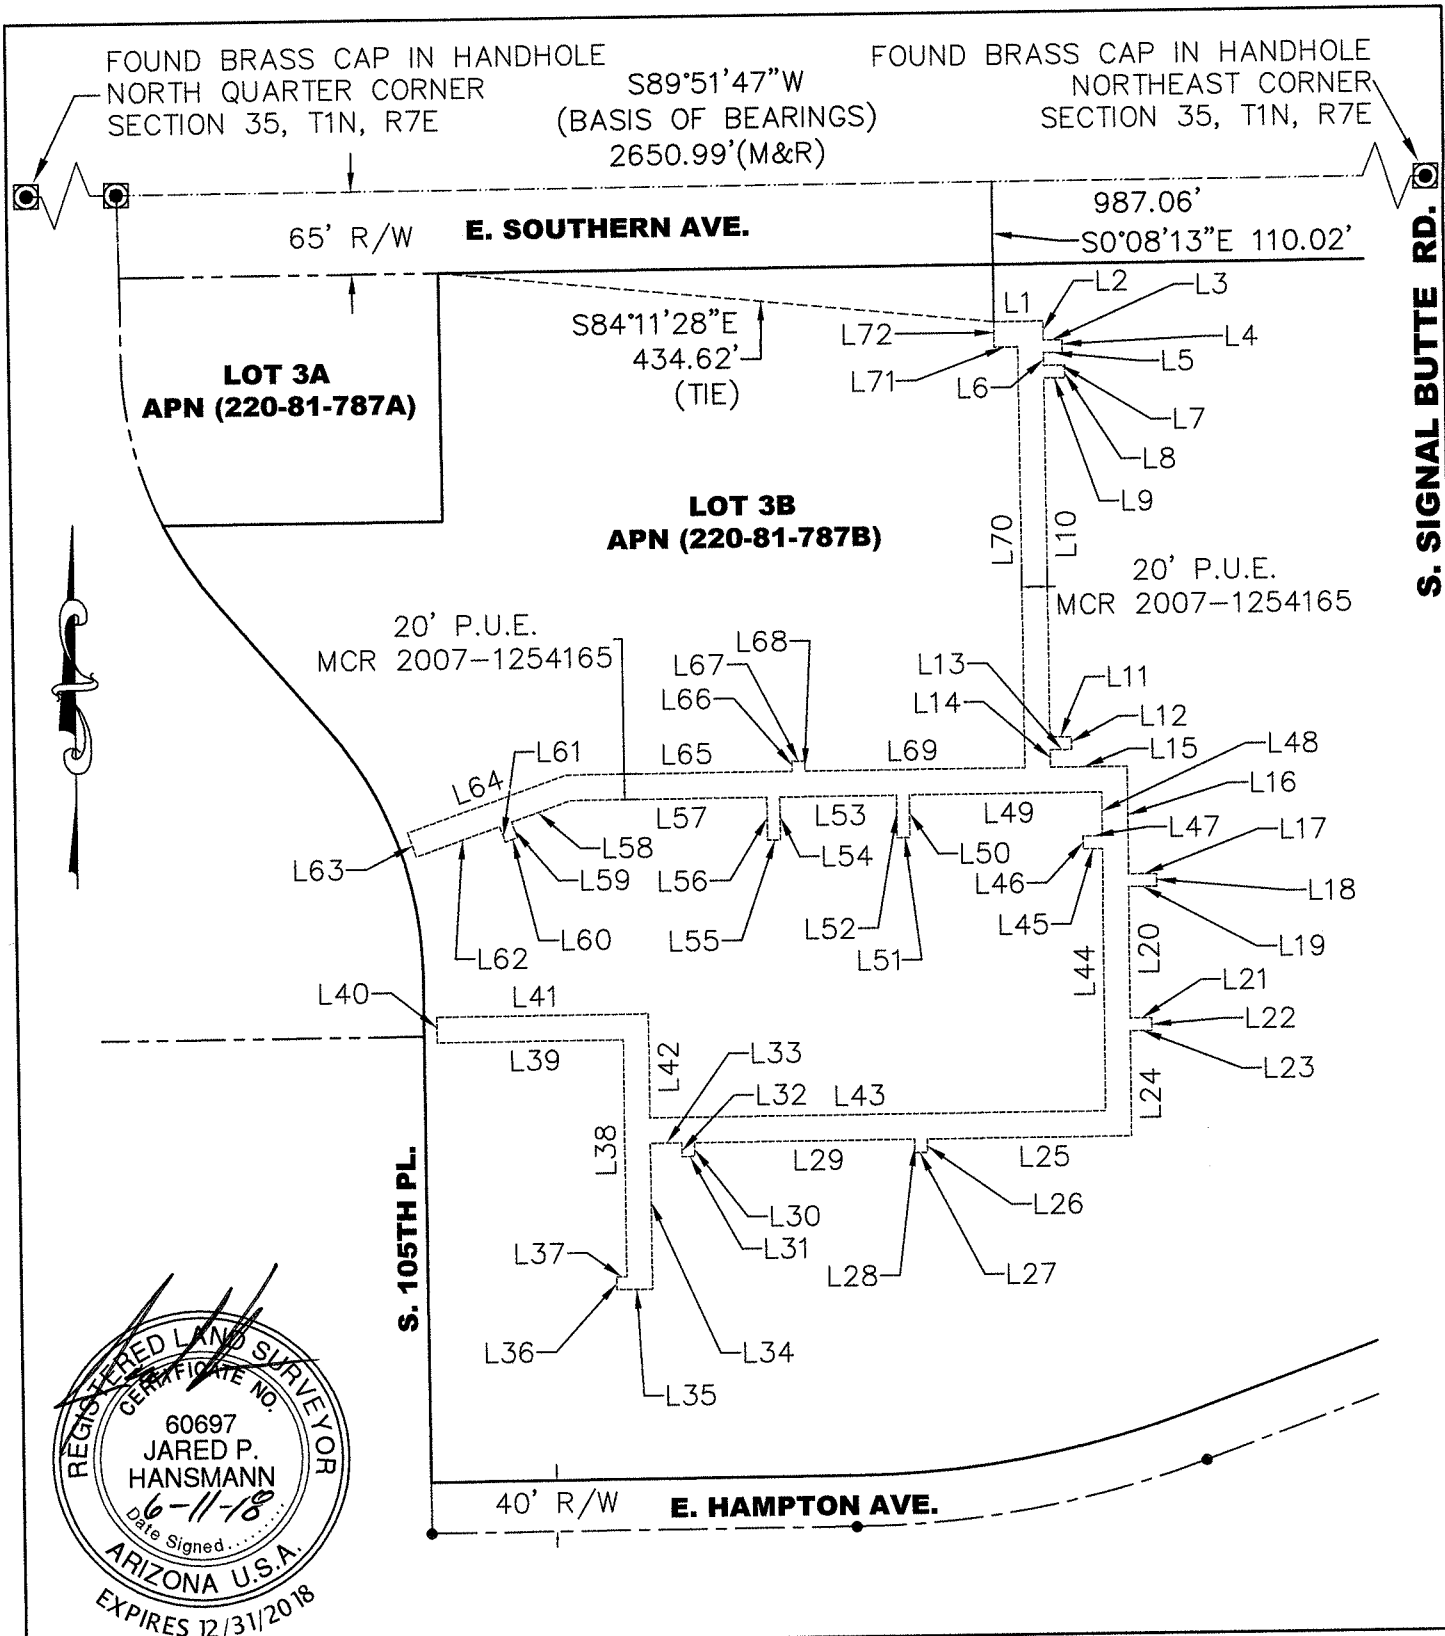 FOUND BRASS CAP IN HANDHOLE
NORTH QUARTER CORNER
SECTION 35, T1N, R7E
S89°51'47"W
(BASIS OF BEARINGS)
2650.99'(M&R)
FOUND BRASS CAP IN HANDHOLE
NORTHEAST CORNER
SECTION 35, T1N, R7E
65' R/W
E. SOUTHERN AVE.
987.06'
S0°08'13"E 110.02'
S. SIGNAL BUTTE RD.
S84°11'28"E
434.62'
(TIE)
L1
L2
L3
L72
L4
L71
L5
L6
L7
L8
L9
LOT 3A
APN (220-81-787A)
LOT 3B
APN (220-81-787B)
L70
L10
20' P.U.E.
MCR 2007-1254165
20' P.U.E.
MCR 2007-1254165
L68
L67
L66
L13
L11
L14
L12
L15
L48
L16
L61
L65
L69
L64
L57
L53
L49
L47
L17
L63
L58
L54
L50
L46
L18
L59
L56
L52
L45
L19
L60
L55
L51
L62
L44
L20
L40
L41
L21
L22
L23
L39
L42
L33
L32
L43
L24
L38
L29
L25
L30
L26
L31
L37
L28
L27
L36
L34
L35
S. 105TH PL.
REGISTERED LAND SURVEYOR
CERTIFICATE NO.
60697
JARED P.
HANSMANN
6-11-18
Date Signed..........
ARIZONA U.S.A.
EXPIRES 12/31/2018
40' R/W
E. HAMPTON AVE.